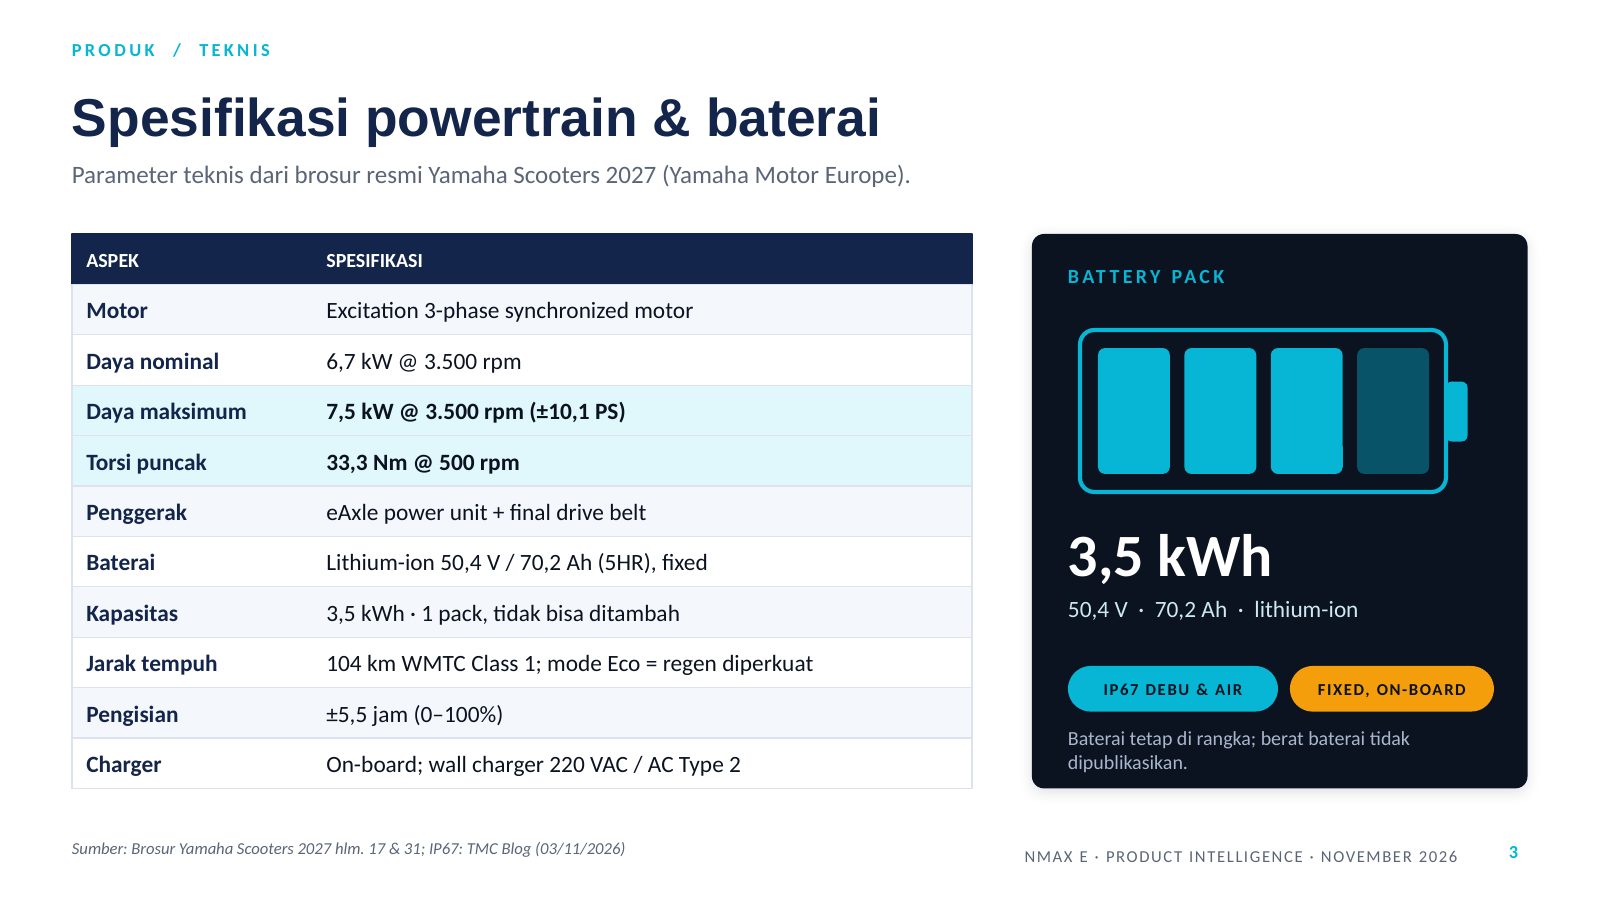 PRODUK / TEKNIS
Spesifikasi powertrain & baterai
Parameter teknis dari brosur resmi Yamaha Scooters 2027 (Yamaha Motor Europe).
ASPEK SPESIFIKASI
Motor Excitation 3-phase synchronized motor
Daya nominal 6,7 kW @ 3.500 rpm
Daya maksimum 7,5 kW @ 3.500 rpm (±10,1 PS)
Torsi puncak 33,3 Nm @ 500 rpm
Penggerak eAxle power unit + final drive belt
Baterai Lithium-ion 50,4 V / 70,2 Ah (5HR), fixed
Kapasitas 3,5 kWh · 1 pack, tidak bisa ditambah
Jarak tempuh 104 km WMTC Class 1; mode Eco = regen diperkuat
Pengisian ±5,5 jam (0–100%)
Charger On-board; wall charger 220 VAC / AC Type 2
BATTERY PACK
3,5 kWh
50,4 V · 70,2 Ah · lithium-ion
IP67 DEBU & AIR FIXED, ON-BOARD
Baterai tetap di rangka; berat baterai tidak
dipublikasikan.
Sumber: Brosur Yamaha Scooters 2027 hlm. 17 & 31; IP67: TMC Blog (03/11/2026)
NMAX E · PRODUCT INTELLIGENCE · NOVEMBER 2026 3